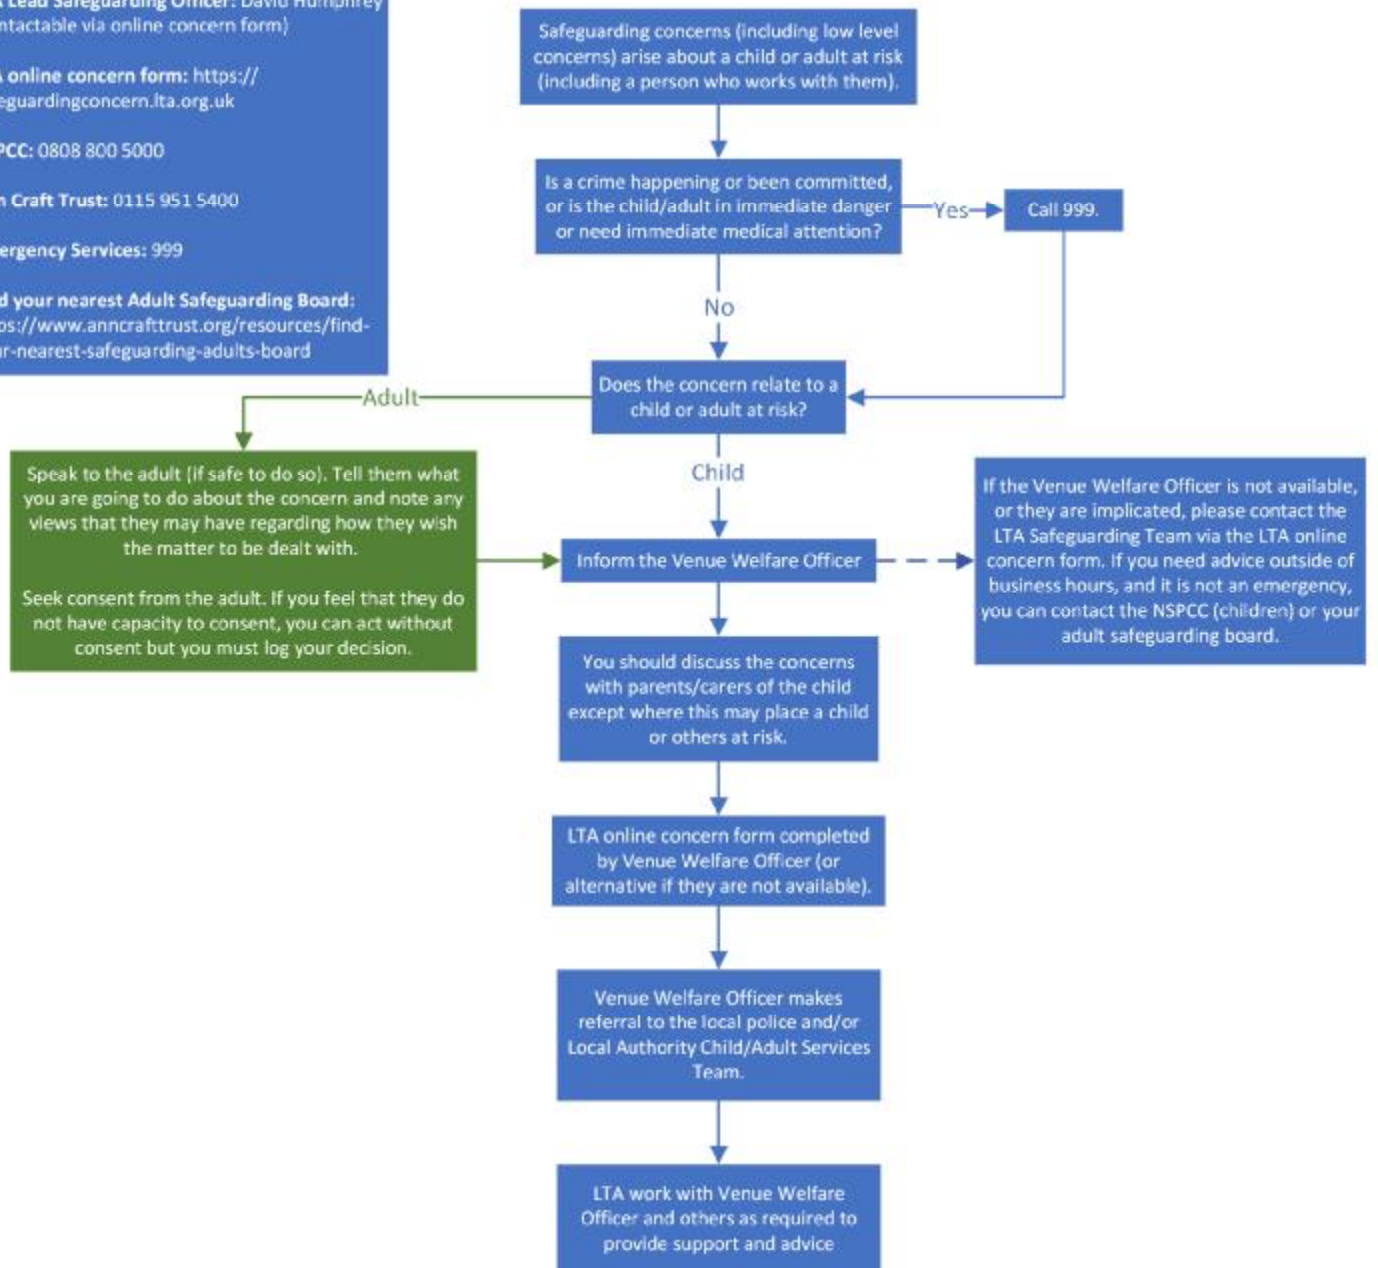 Lead Safeguarding Officer: David Humphrey
ntactable via online concern form)
online concern form: https://
eguardingconcern.lta.org.uk
PCC: 0808 800 5000
n Craft Trust: 0115 951 5400
ergency Services: 999
d your nearest Adult Safeguarding Board:
ps://www.anncrafttrust.org/resources/find-
r-nearest-safeguarding-adults-board
Safeguarding concerns (including low level
concerns) arise about a child or adult at risk
(including a person who works with them).
Is a crime happening or been committed,
or is the child/adult in immediate danger
or need immediate medical attention?
Yes
Call 999.
No
Does the concern relate to a
child or adult at risk?
Adult
Speak to the adult (if safe to do so). Tell them what
you are going to do about the concern and note any
views that they may have regarding how they wish
the matter to be dealt with.
Seek consent from the adult. If you feel that they do
not have capacity to consent, you can act without
consent but you must log your decision.
Child
Inform the Venue Welfare Officer
If the Venue Welfare Officer is not available,
or they are implicated, please contact the
LTA Safeguarding Team via the LTA online
concern form. If you need advice outside of
business hours, and it is not an emergency,
you can contact the NSPCC (children) or your
adult safeguarding board.
You should discuss the concerns
with parents/carers of the child
except where this may place a child
or others at risk.
LTA online concern form completed
by Venue Welfare Officer (or
alternative if they are not available).
Venue Welfare Officer makes
referral to the local police and/or
Local Authority Child/Adult Services
Team.
LTA work with Venue Welfare
Officer and others as required to
provide support and advice